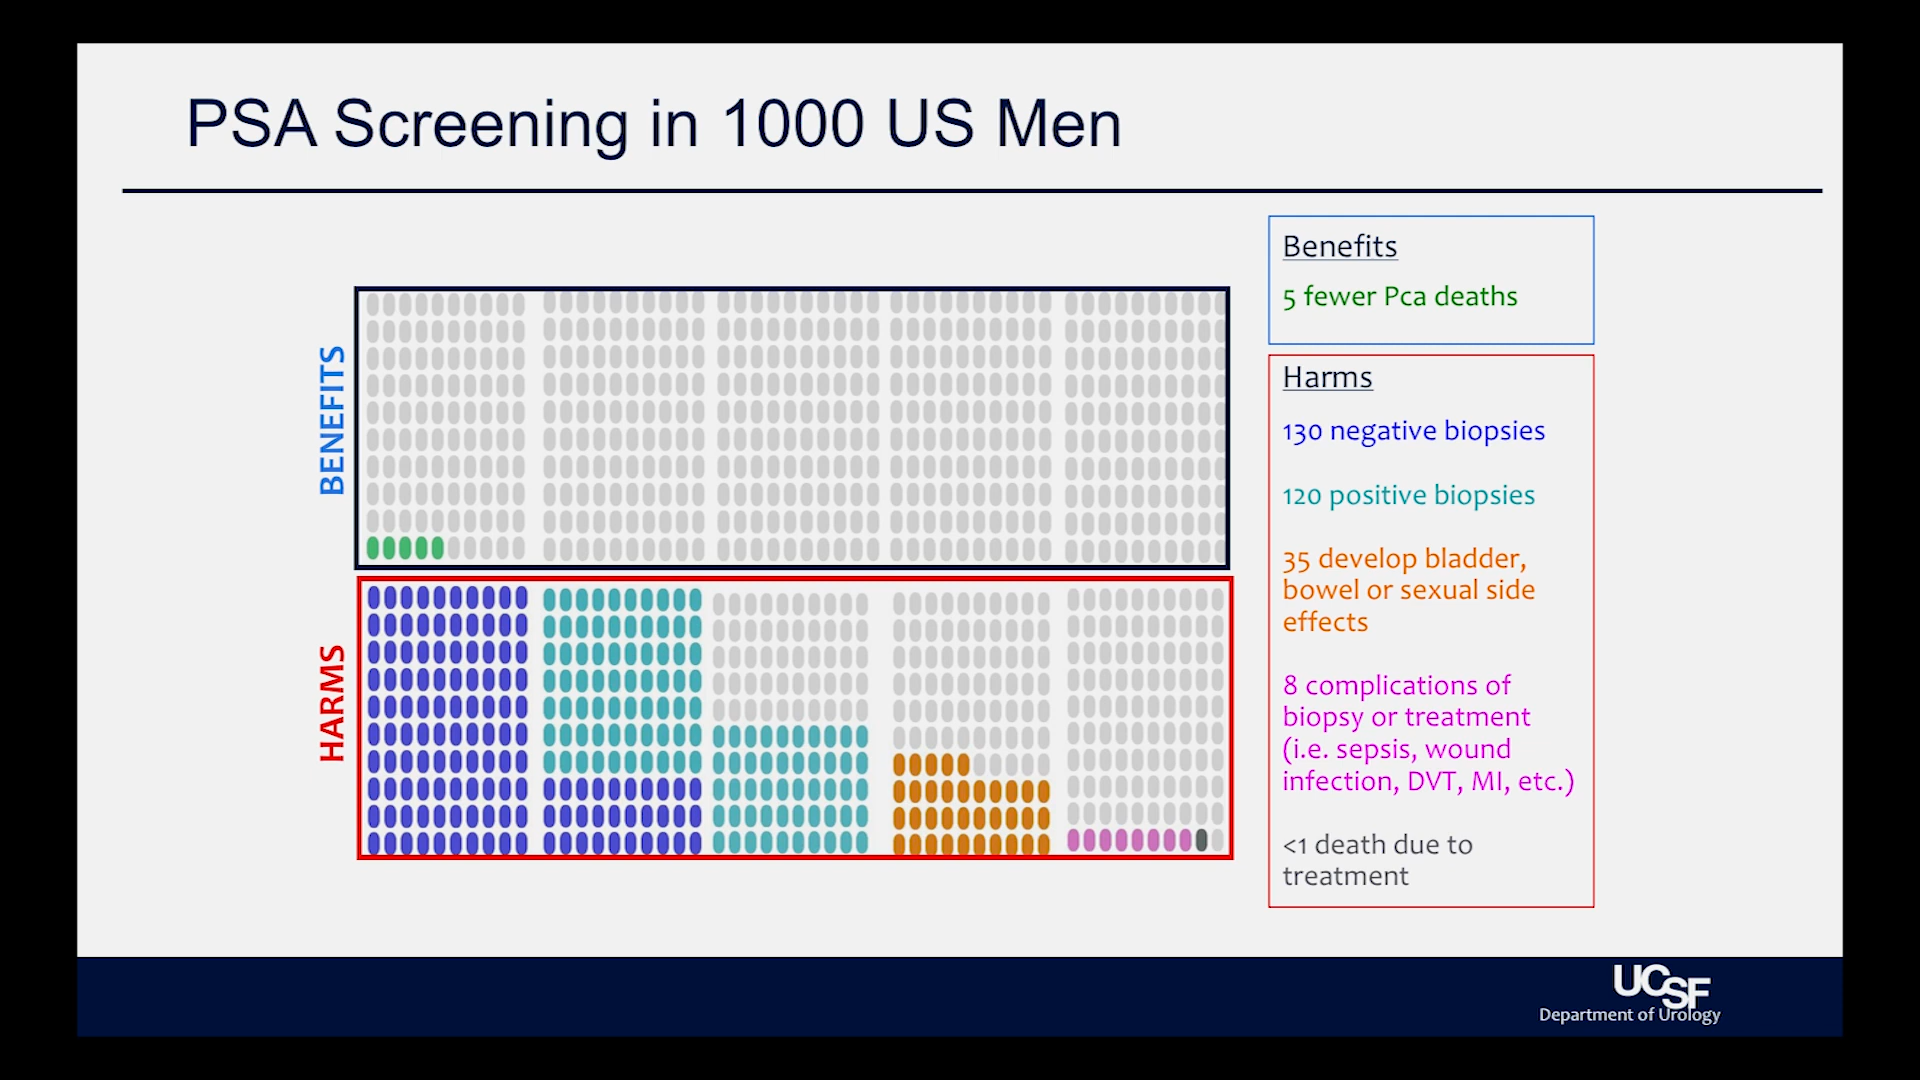 PSA Screening in 1000 US Men
BENEFITS
HARMS
Benefits
5 fewer Pca deaths
Harms
130 negative biopsies
120 positive biopsies
35 develop bladder,
bowel or sexual side
effects
8 complications of
biopsy or treatment
(i.e. sepsis, wound
infection, DVT, MI, etc.)
<1 death due to
treatment
UCSF
Department of Urology